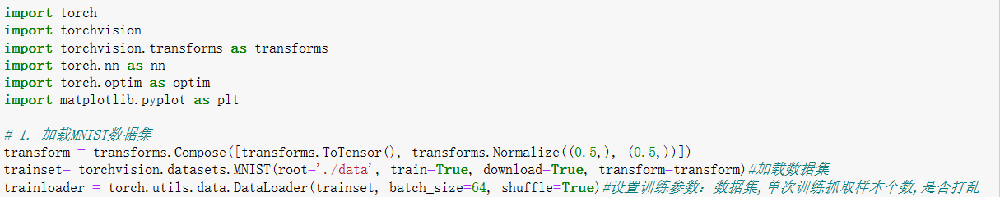 import torch
import torchvision
import torchvision.transforms as transforms
import torch.nn as nn
import torch.optim as optim
import matplotlib.pyplot as plt
# 1. 加载MNIST数据集
transform = transforms.Compose([transforms.ToTensor(), transforms.Normalize((0.5,), (0.5,))])
trainset= torchvision.datasets.MNIST(root='./data', train=True, download=True, transform=transform)#加载数据集
trainloader = torch.utils.data.DataLoader(trainset, batch_size=64, shuffle=True)#设置训练参数：数据集,单次训练抓取样本个数,是否打乱